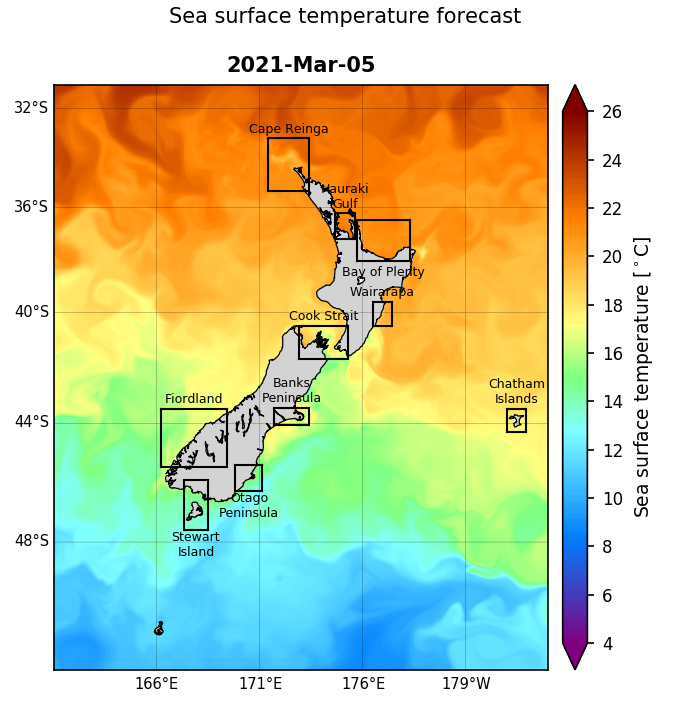 Sea surface temperature forecast
2021-Mar-05
32°S
36°S
40°S
44°S
48°S
166°E
171°E
176°E
179°W
Cape Reinga
Hauraki
Gulf
Bay of Plenty
Wairarapa
Cook Strait
Banks
Peninsula
Fiordland
Chatham
Islands
Otago
Peninsula
Stewart
Island
26
24
22
20
18
16
14
12
10
8
6
4
Sea surface temperature [°C]